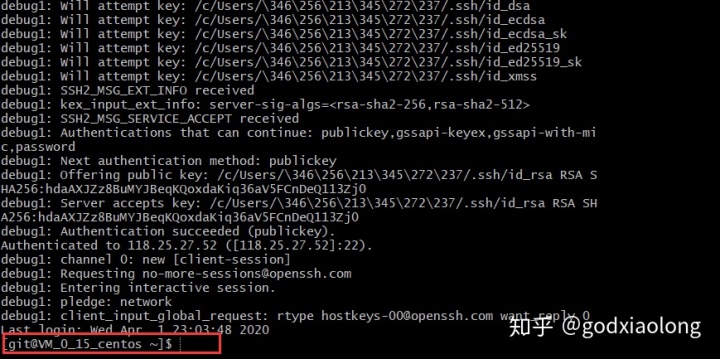 debug1: Will attempt key: /c/Users/\346\256\213\345\272\237/.ssh/id_dsa
debug1: Will attempt key: /c/Users/\346\256\213\345\272\237/.ssh/id_ecdsa
debug1: Will attempt key: /c/Users/\346\256\213\345\272\237/.ssh/id_ecdsa_sk
debug1: Will attempt key: /c/Users/\346\256\213\345\272\237/.ssh/id_ed25519
debug1: Will attempt key: /c/Users/\346\256\213\345\272\237/.ssh/id_ed25519_sk
debug1: Will attempt key: /c/Users/\346\256\213\345\272\237/.ssh/id_xmss
debug1: SSH2_MSG_EXT_INFO received
debug1: kex_input_ext_info: server-sig-algs=<rsa-sha2-256,rsa-sha2-512>
debug1: SSH2_MSG_SERVICE_ACCEPT received
debug1: Authentications that can continue: publickey,gssapi-keyex,gssapi-with-mi
c,password
debug1: Next authentication method: publickey
debug1: Offering public key: /c/Users/\346\256\213\345\272\237/.ssh/id_rsa RSA S
HA256:hdaAXJZz8BuMYJBeqKQoxdaKiq36aV5FCnDeQ113Zj0
debug1: Server accepts key: /c/Users/\346\256\213\345\272\237/.ssh/id_rsa RSA SH
A256:hdaAXJZz8BuMYJBeqKQoxdaKiq36aV5FCnDeQ113Zj0
debug1: Authentication succeeded (publickey).
Authenticated to 118.25.27.52 ([118.25.27.52]:22).
debug1: channel 0: new [client-session]
debug1: Requesting no-more-sessions@openssh.com
debug1: Entering interactive session.
debug1: pledge: network
debug1: client_input_global_request: rtype hostkeys-00@openssh.com want_reply 0
Last login: Wed Apr  1 23:03:48 2020
[git@VM_0_15_centos ~]$
知乎 @godxiaolong